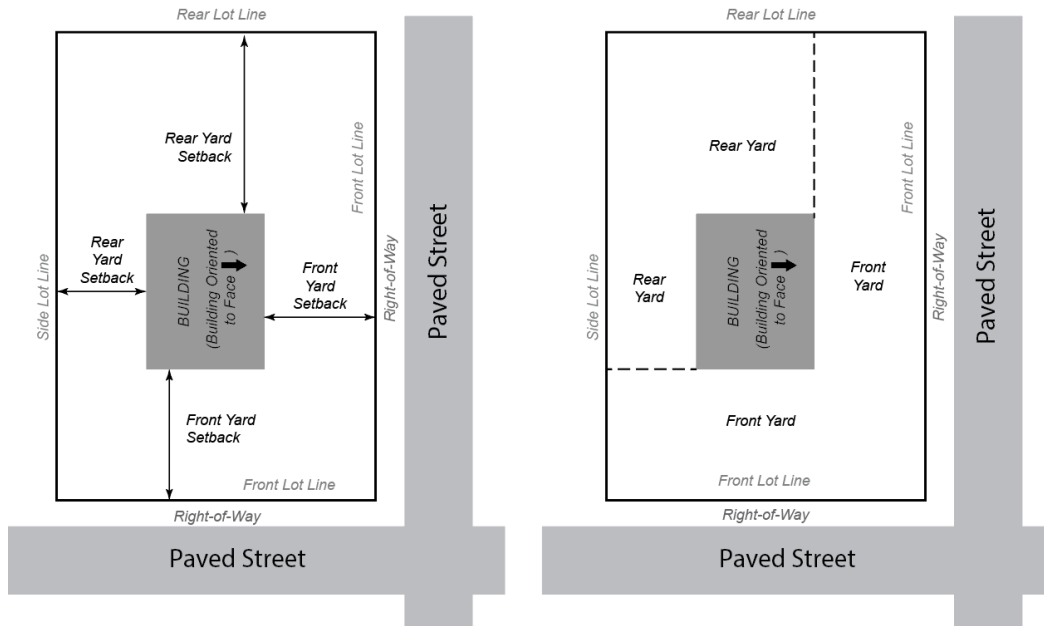 Rear Lot Line
Rear Yard
Setback
Front Lot Line
Rear
Yard
Setback
BUILDING
(Building Oriented
to Face )
Front
Yard
Setback
Side Lot Line
Right-of-Way
Paved Street
Front Yard
Setback
Front Lot Line
Right-of-Way
Paved Street
Rear Lot Line
Rear Yard
Front Lot Line
Rear
Yard
BUILDING
(Building Oriented
to Face )
Front
Yard
Side Lot Line
Right-of-Way
Paved Street
Front Yard
Front Lot Line
Right-of-Way
Paved Street